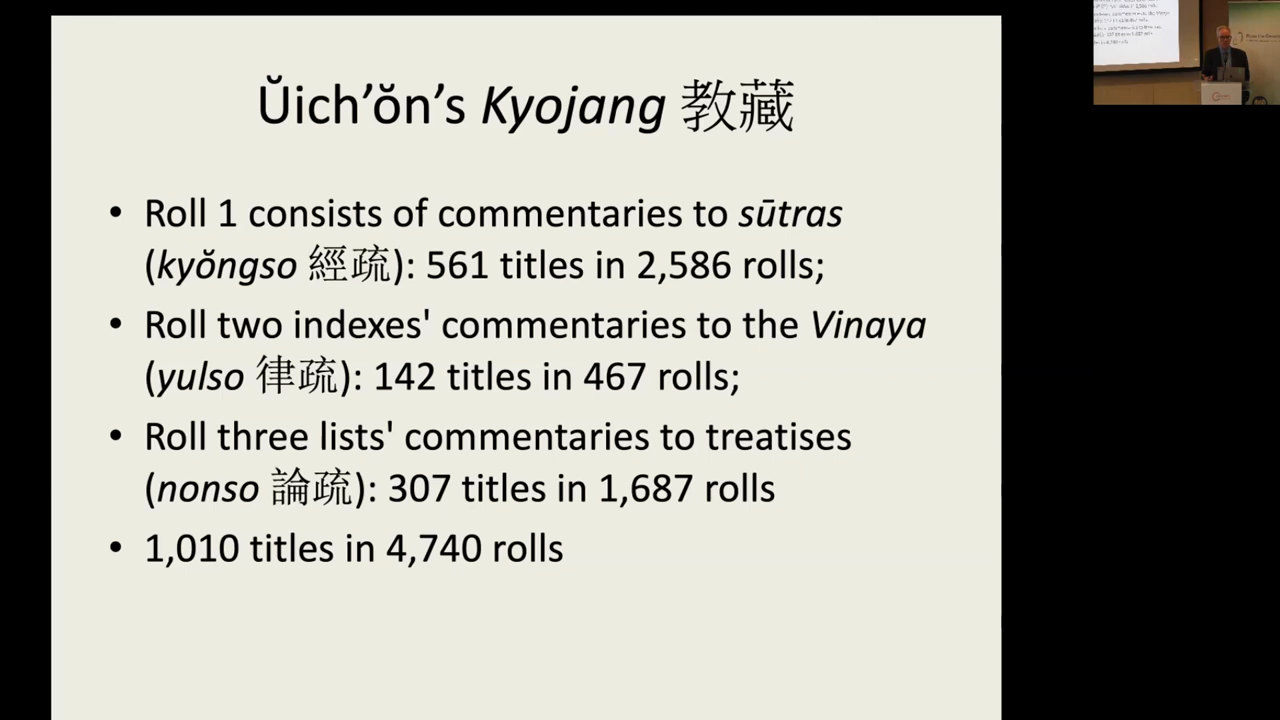 Ŭich’ŏn’s Kyojang 教藏
• Roll 1 consists of commentaries to sūtras
(kyŏngso 經疏): 561 titles in 2,586 rolls;
• Roll two indexes' commentaries to the Vinaya
(yulso 律疏): 142 titles in 467 rolls;
• Roll three lists' commentaries to treatises
(nonso 論疏): 307 titles in 1,687 rolls
• 1,010 titles in 4,740 rolls